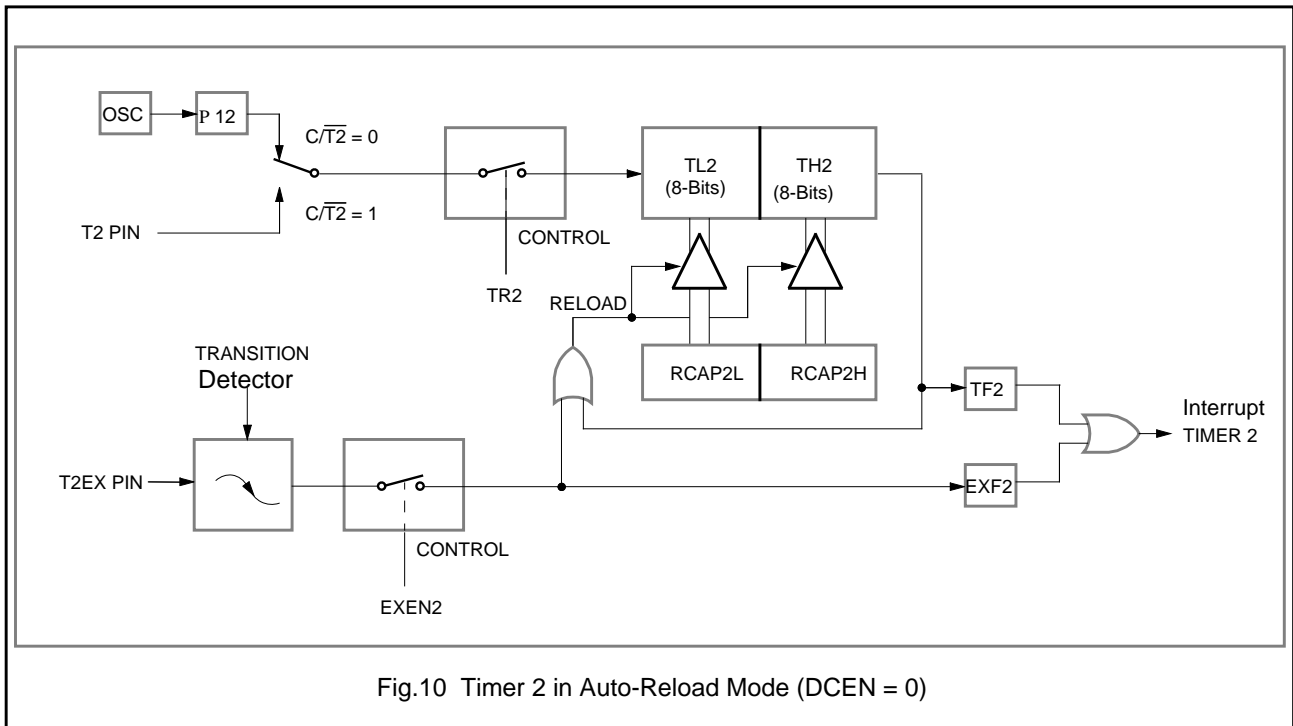 OSC
P 12
C/T2 = 0
C/T2 = 1
T2 PIN
CONTROL
TR2
TL2
(8-Bits)
TH2
(8-Bits)
RELOAD
RCAP2L
RCAP2H
TRANSITION
Detector
T2EX PIN
CONTROL
EXEN2
TF2
EXF2
Interrupt
TIMER 2
Fig.10 Timer 2 in Auto-Reload Mode (DCEN = 0)